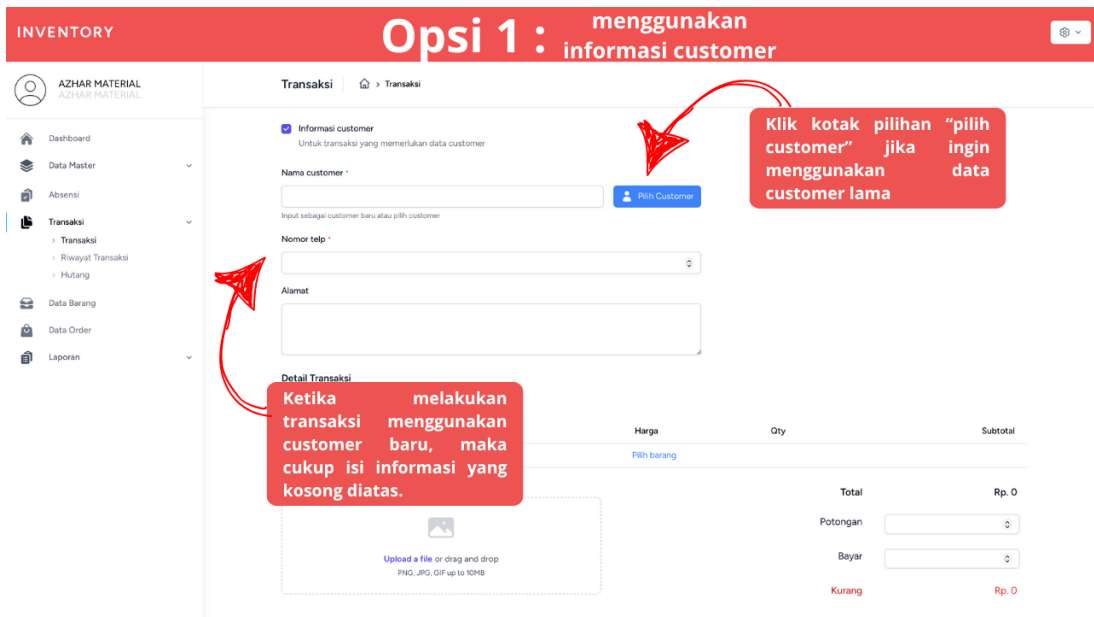 INVENTORY
Opsi 1 :
menggunakan
informasi customer
AZHAR MATERIAL
AZHAR MATERIAL
Dashboard
Data Master
Absensi
Transaksi
› Transaksi
› Riwayat Transaksi
› Hutang
Data Barang
Data Order
Laporan
Transaksi
› Transaksi
Informasi customer
Untuk transaksi yang memerlukan data customer
Nama customer *
Pilih Customer
Input sebagai customer baru atau pilih customer
Nomor telp *
Alamat
Klik kotak pilihan “pilih
customer” jika ingin
menggunakan data
customer lama
Detail Transaksi
Ketika melakukan
transaksi menggunakan
customer baru, maka
cukup isi informasi yang
kosong diatas.
Harga Qty Subtotal
Pilih barang
Total Rp. 0
Potongan
Bayar
Kurang Rp. 0
Upload a file or drag and drop
PNG, JPG, GIF up to 10MB